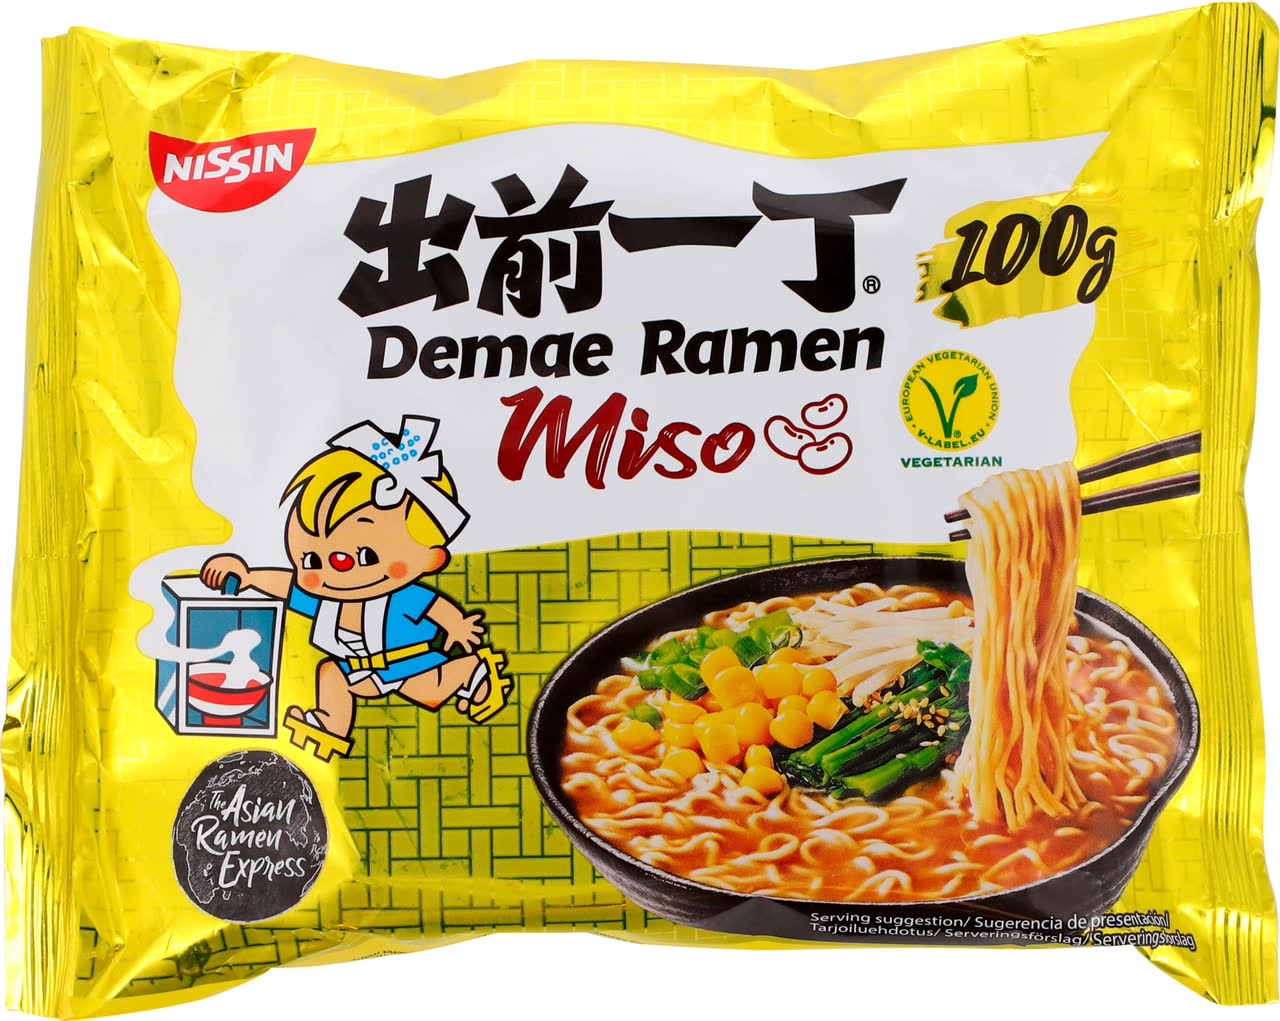 NISSIN
出前一丁®
100g
Demae Ramen
Miso
EUROPEAN VEGETARIAN UNION
V-LABEL.EU
VEGETARIAN
The Asian
Ramen
Express
Serving suggestion/ Sugerencia de presentación/
Tarjoiluehdotus/ Serveringsförslag/ Serveringsforslag